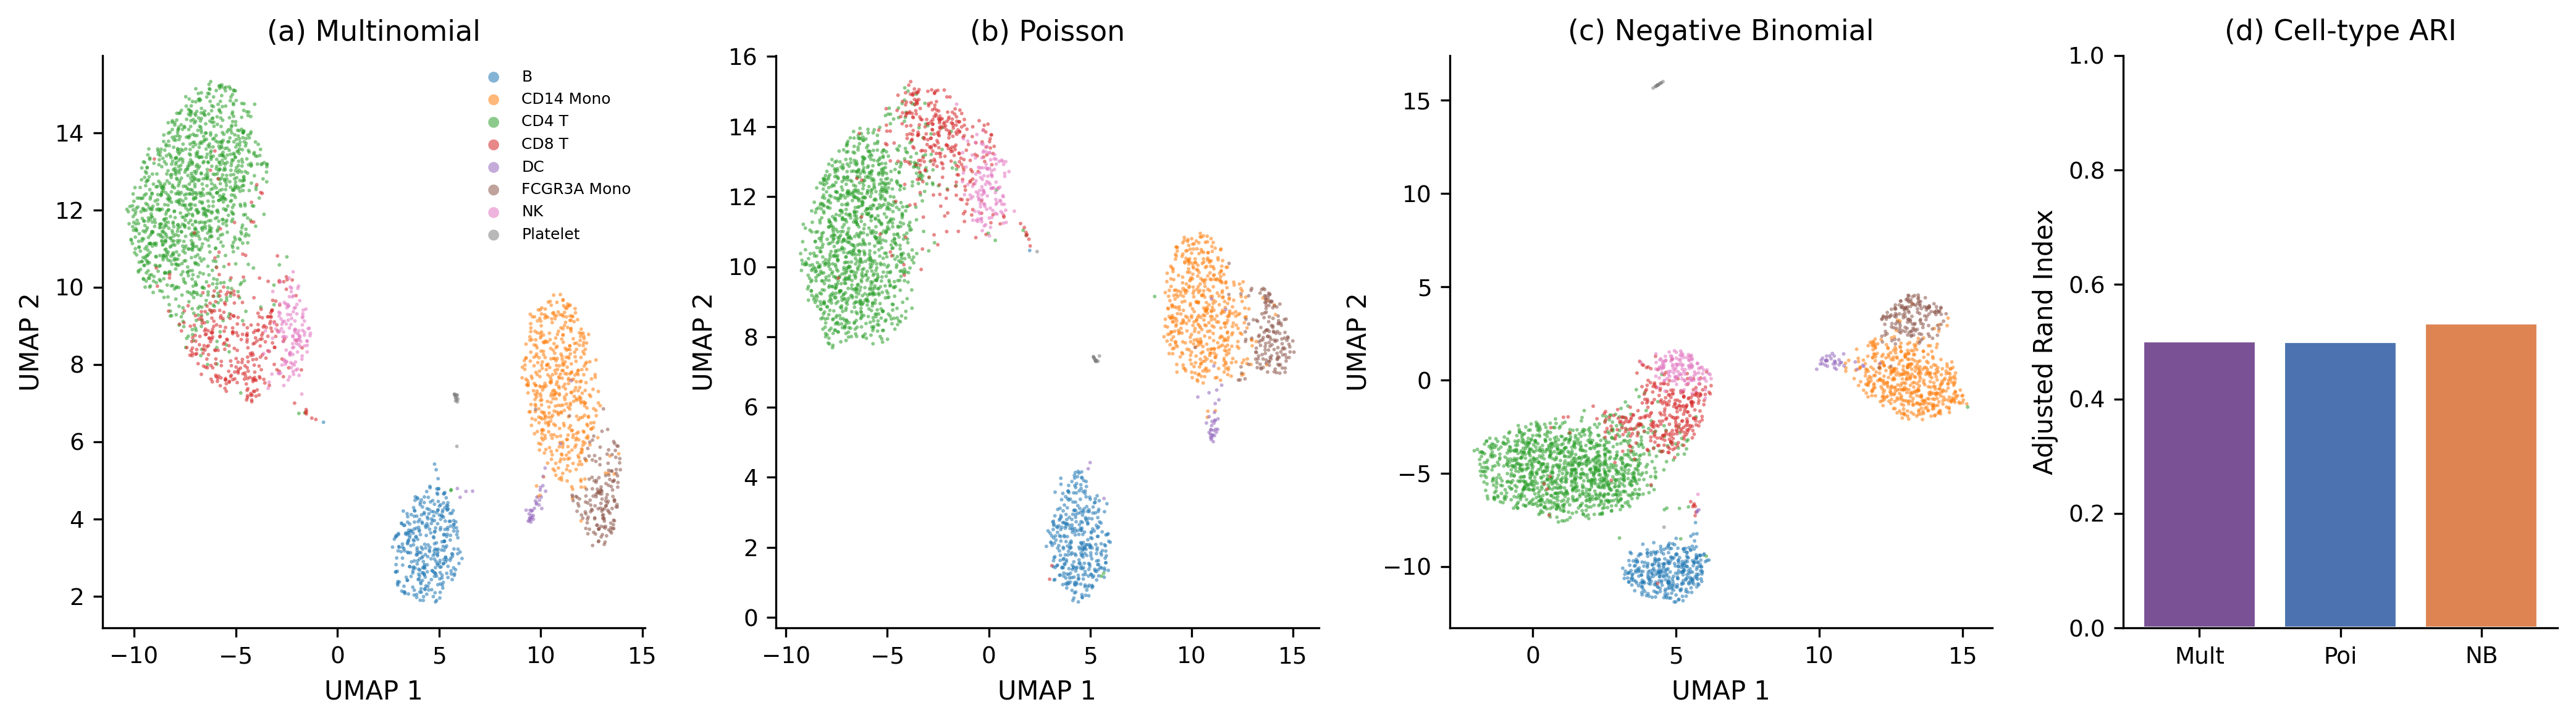 (a) Multinomial
B
CD14 Mono
CD4 T
CD8 T
DC
FCGR3A Mono
NK
Platelet
14
12
10
8
6
4
2
UMAP 2
−10
−5
0
5
10
15
UMAP 1
(b) Poisson
16
14
12
10
8
6
4
2
0
UMAP 2
−10
−5
0
5
10
15
UMAP 1
(c) Negative Binomial
15
10
5
0
−5
−10
UMAP 2
0
5
10
15
UMAP 1
(d) Cell-type ARI
1.0
0.8
0.6
0.4
0.2
0.0
Adjusted Rand Index
Mult
Poi
NB